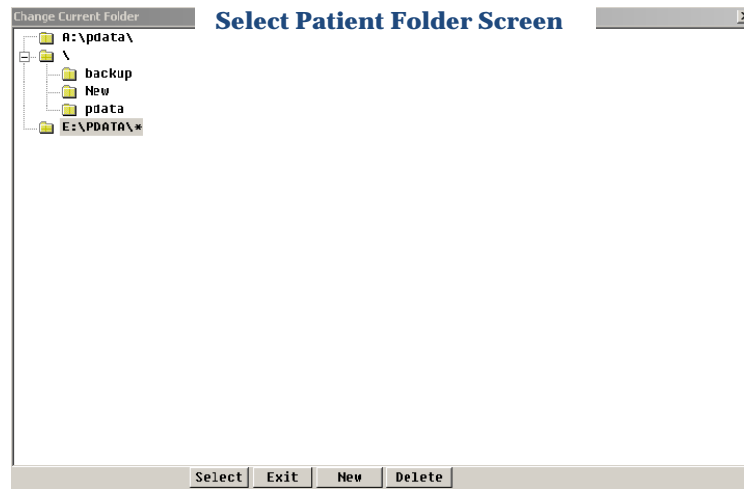 Change Current Folder
Select Patient Folder Screen
A:\pdata\
\
backup
New
pdata
E:\PDATA\*
Select Exit New Delete